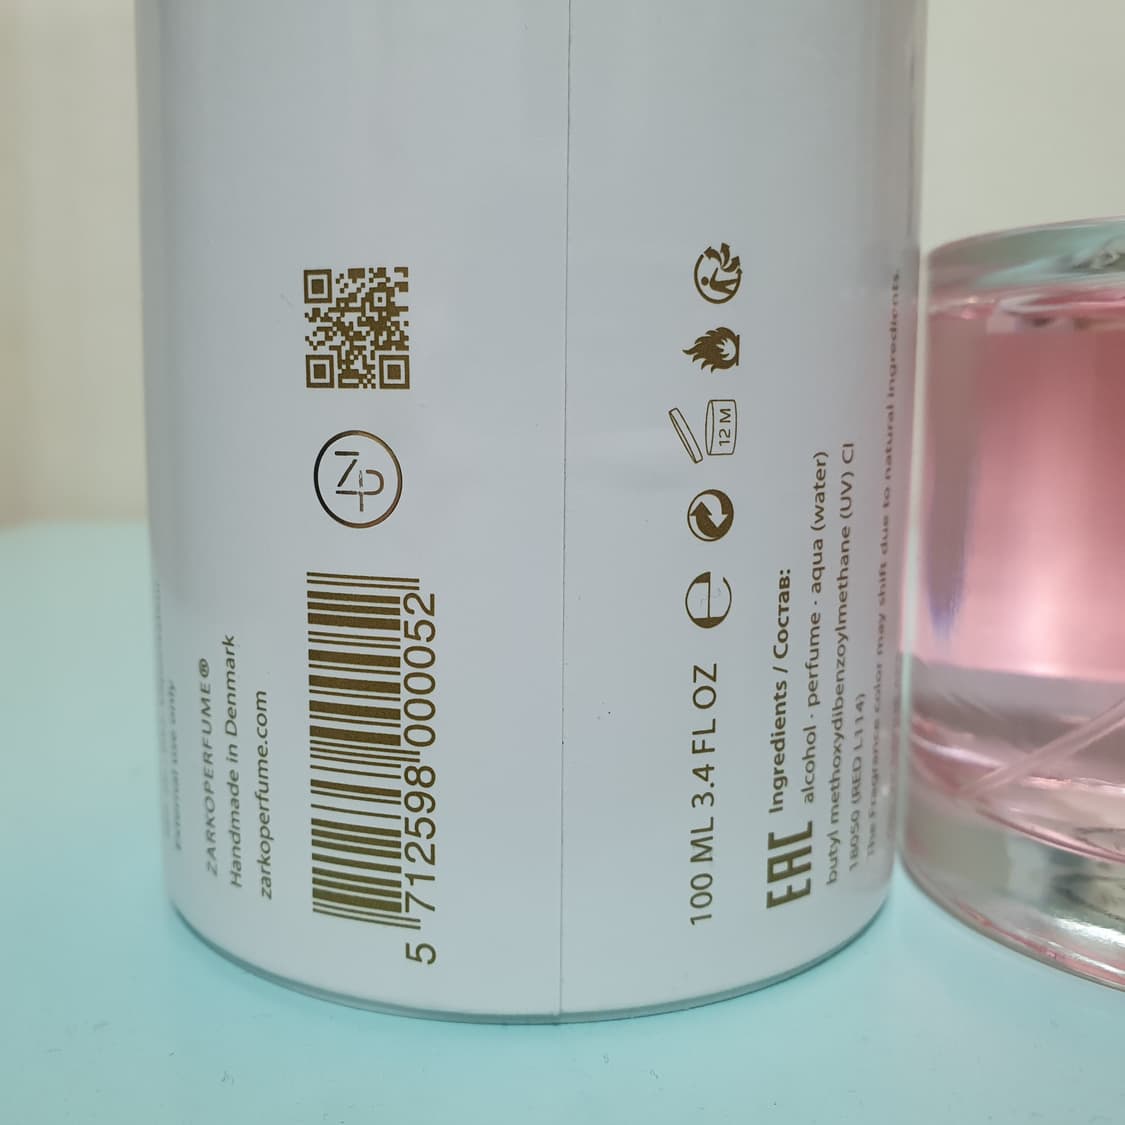 external use only
ZARKOPERFUME®
Handmade in Denmark
zarkoperfume.com
5 712598 000052
ZP
100 ML 3.4 FL OZ e
12 M
EAC Ingredients / Состав:
alcohol · perfume · aqua (water)
butyl methoxydibenzoylmethane (UV) CI
18050 (RED L114)
The Fragrance color may shift due to natural ingredients.